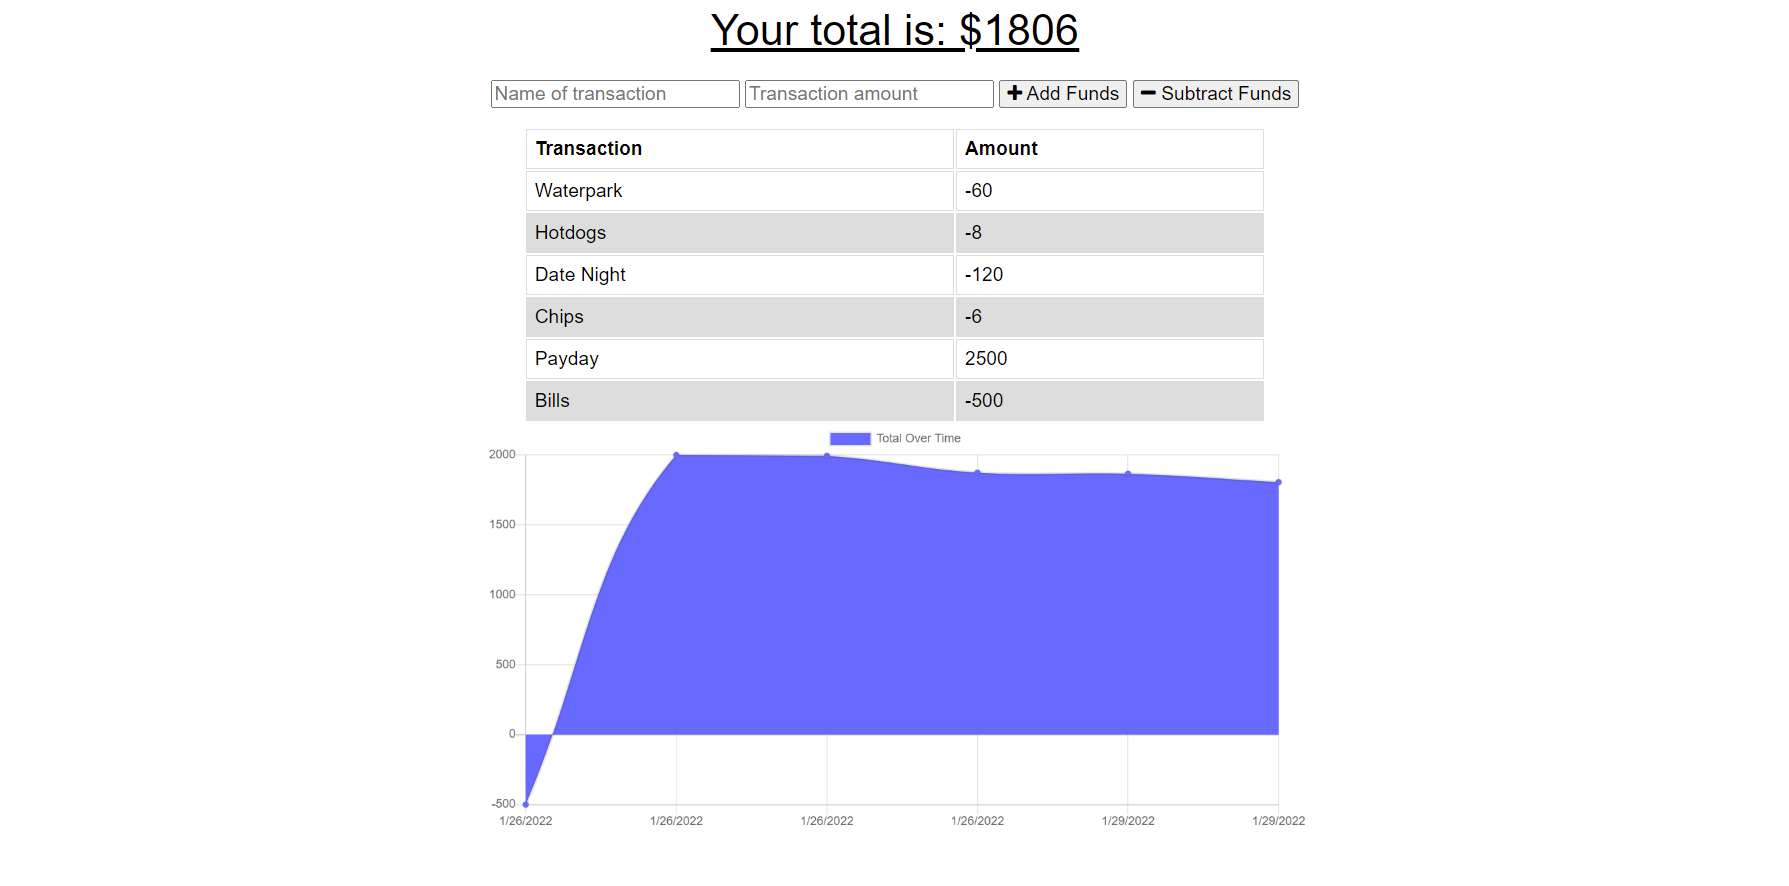 Your total is: $1806
Name of transaction Transaction amount Add Funds Subtract Funds
Transaction Amount
Waterpark -60
Hotdogs -8
Date Night -120
Chips -6
Payday 2500
Bills -500
Total Over Time
2000
1500
1000
500
0
-500
1/26/2022 1/26/2022 1/26/2022 1/26/2022 1/29/2022 1/29/2022